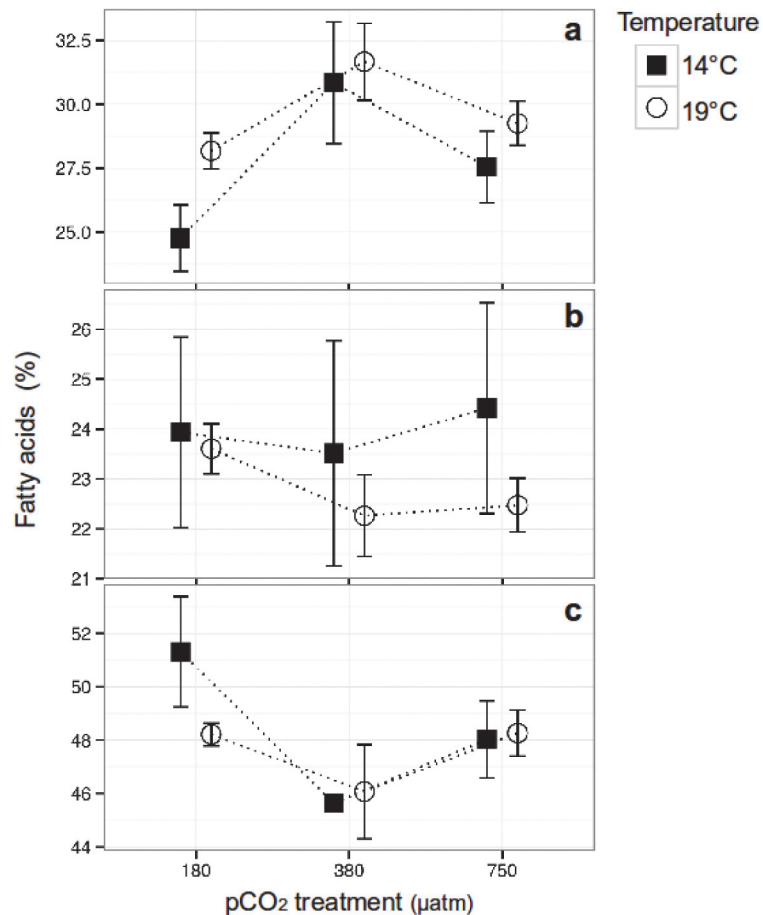 Temperature
14°C
19°C
a
32.5
30.0
27.5
25.0
b
26
25
24
23
22
21
Fatty acids (%)
c
52
50
48
46
44
180 380 750
pCO₂ treatment (µatm)